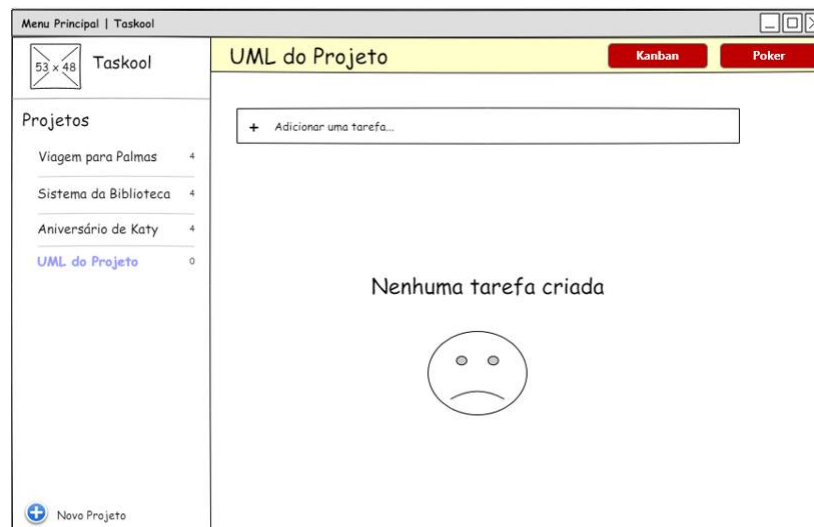 Menu Principal | Taskool
53 x 48
Taskool
UML do Projeto
Kanban
Poker
Projetos
Viagem para Palmas 4
Sistema da Biblioteca 4
Aniversário de Katy 4
UML do Projeto 0
+ Adicionar uma tarefa...
Nenhuma tarefa criada
Novo Projeto